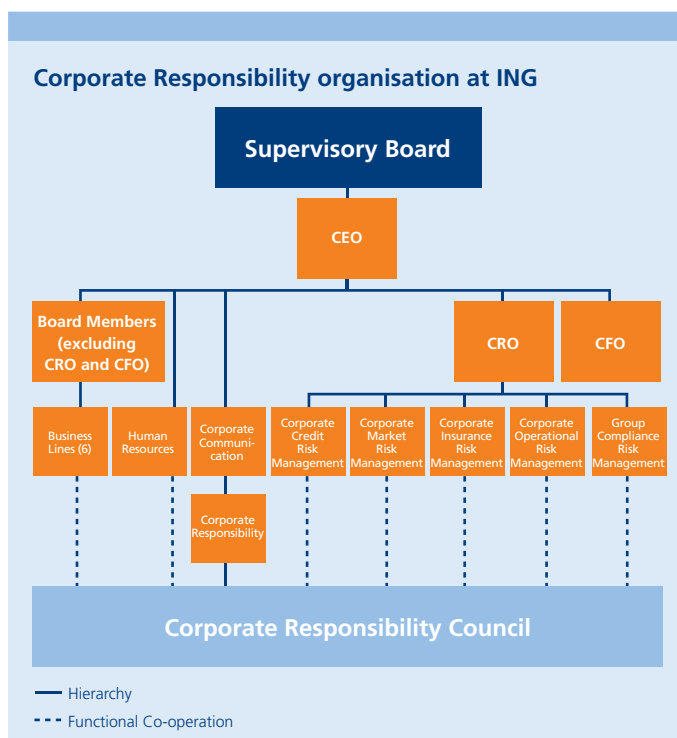 Corporate Responsibility organisation at ING
Supervisory Board
CEO
Board Members
(excluding
CRO and CFO)
CRO
CFO
Business
Lines (6)
Human
Resources
Corporate
Communi-
cation
Corporate
Credit
Risk
Management
Corporate
Market
Risk
Management
Corporate
Insurance
Risk
Management
Corporate
Operational
Risk
Management
Group
Compliance
Risk
Management
Corporate
Responsibility
Corporate Responsibility Council
Hierarchy
Functional Co-operation